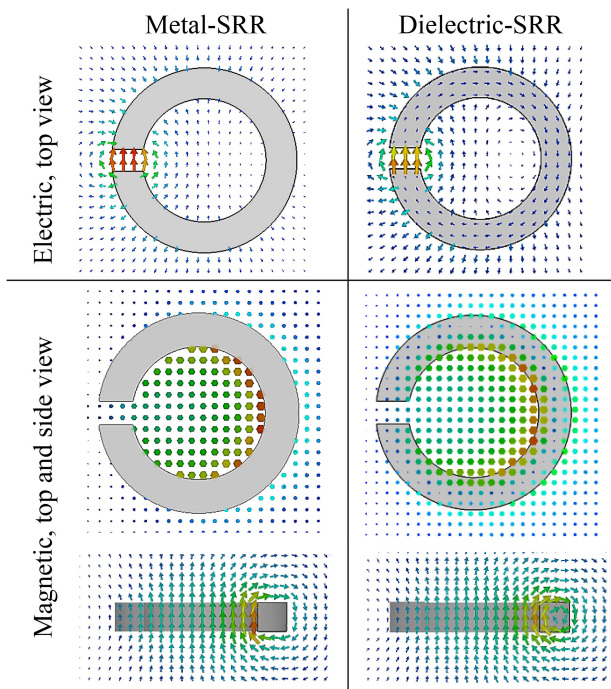 Metal-SRR
Dielectric-SRR
Electric, top view
Magnetic, top and side view